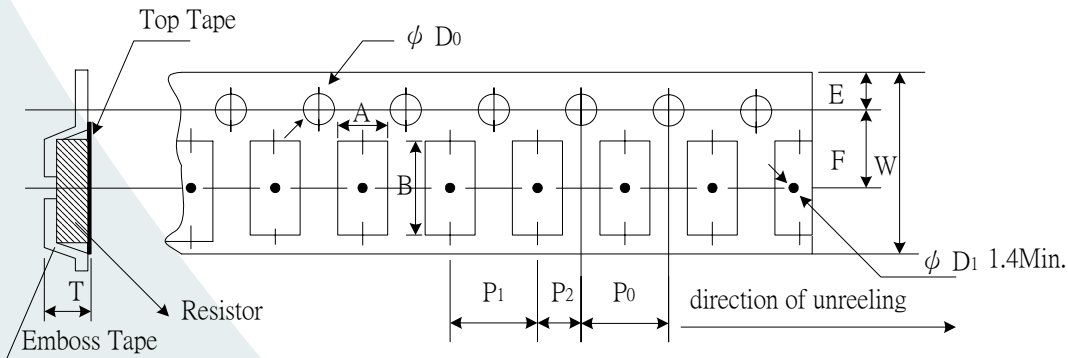 Top Tape
ϕ D0
A
E
B
F
W
ϕ D1 1.4Min.
T
P1
P2
P0
direction of unreeling
Resistor
Emboss Tape